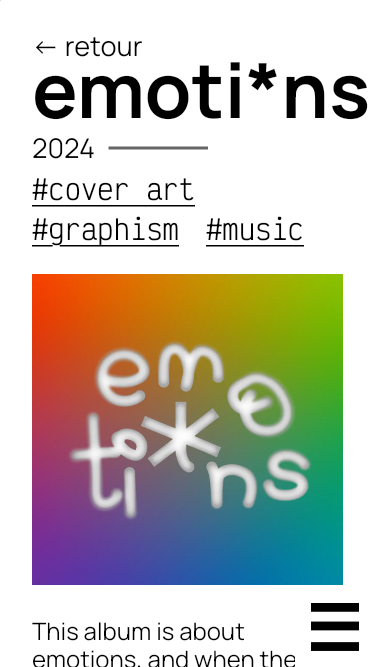 ← retour
emoti*ns
2024
#cover art
#graphism #music
emo
ti*ns
This album is about
emotions, and when the